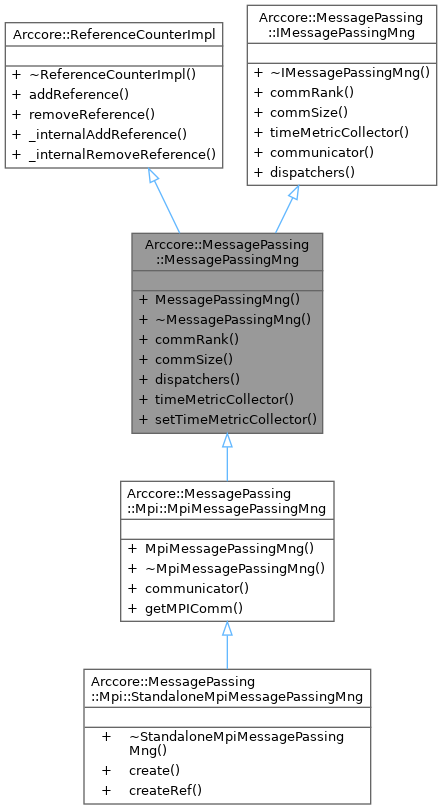 Arccore::ReferenceCounterImpl
+ ~ReferenceCounterImpl()
+ addReference()
+ removeReference()
+ _internalAddReference()
+ _internalRemoveReference()
Arccore::MessagePassing
::IMessagePassingMng
+ ~IMessagePassingMng()
+ commRank()
+ commSize()
+ timeMetricCollector()
+ communicator()
+ dispatchers()
Arccore::MessagePassing
::MessagePassingMng
+ MessagePassingMng()
+ ~MessagePassingMng()
+ commRank()
+ commSize()
+ dispatchers()
+ timeMetricCollector()
+ setTimeMetricCollector()
Arccore::MessagePassing
::Mpi::MpiMessagePassingMng
+ MpiMessagePassingMng()
+ ~MpiMessagePassingMng()
+ communicator()
+ getMPIComm()
Arccore::MessagePassing
::Mpi::StandaloneMpiMessagePassingMng
+ ~StandaloneMpiMessagePassing
Mng()
+ create()
+ createRef()